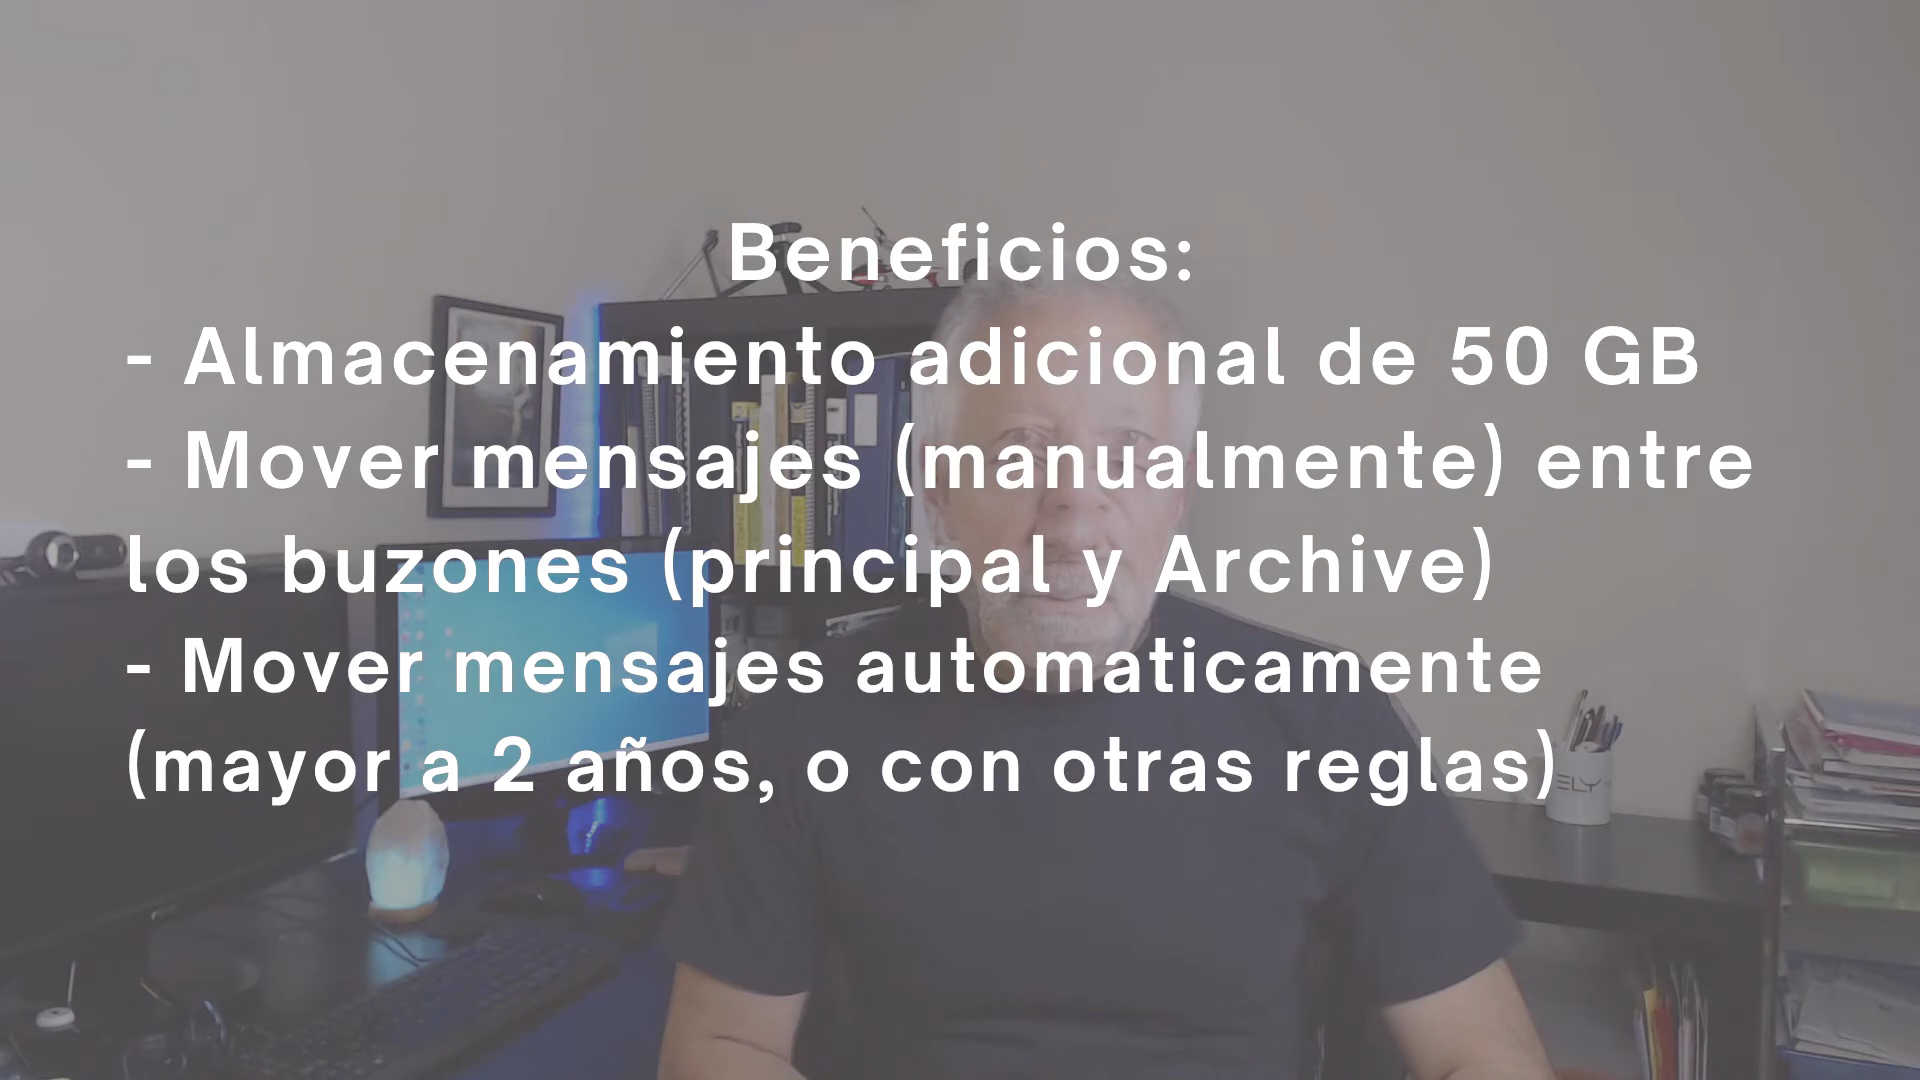 Beneficios:
- Almacenamiento adicional de 50 GB
- Mover mensajes (manualmente) entre
los buzones (principal y Archive)
- Mover mensajes automaticamente
(mayor a 2 años, o con otras reglas)
ELY